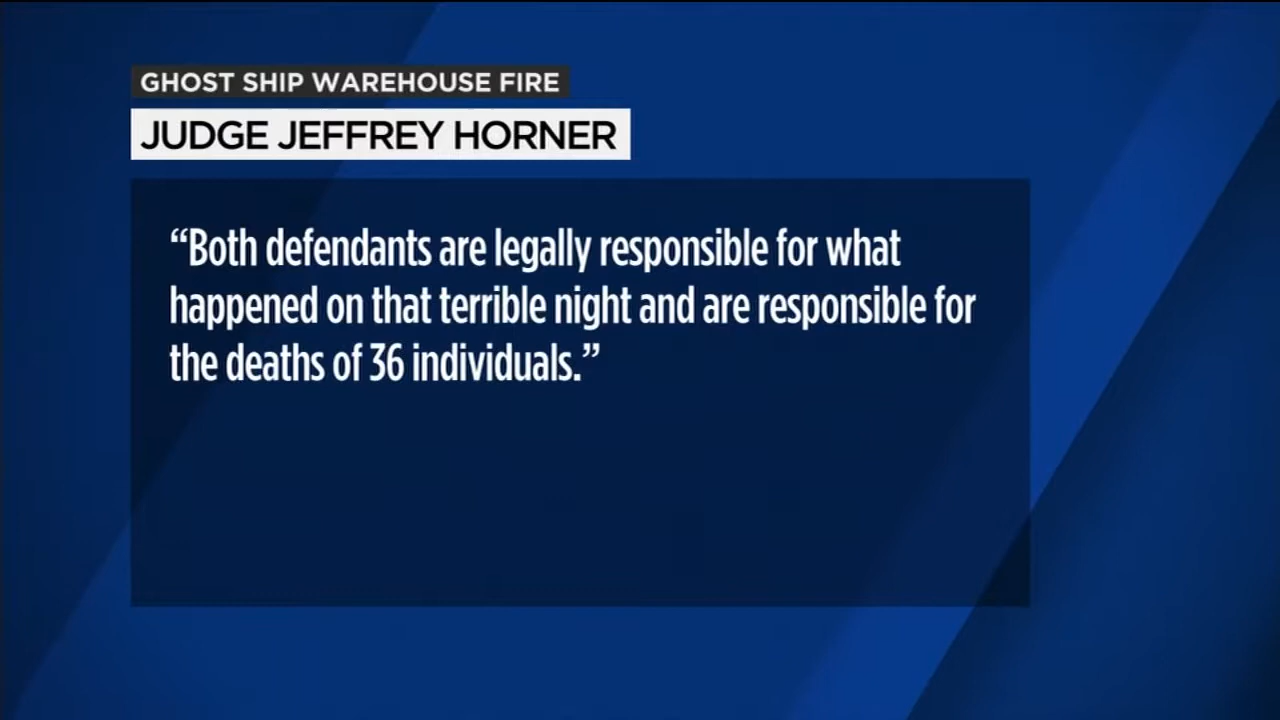 GHOST SHIP WAREHOUSE FIRE
JUDGE JEFFREY HORNER
“Both defendants are legally responsible for what
happened on that terrible night and are responsible for
the deaths of 36 individuals.”